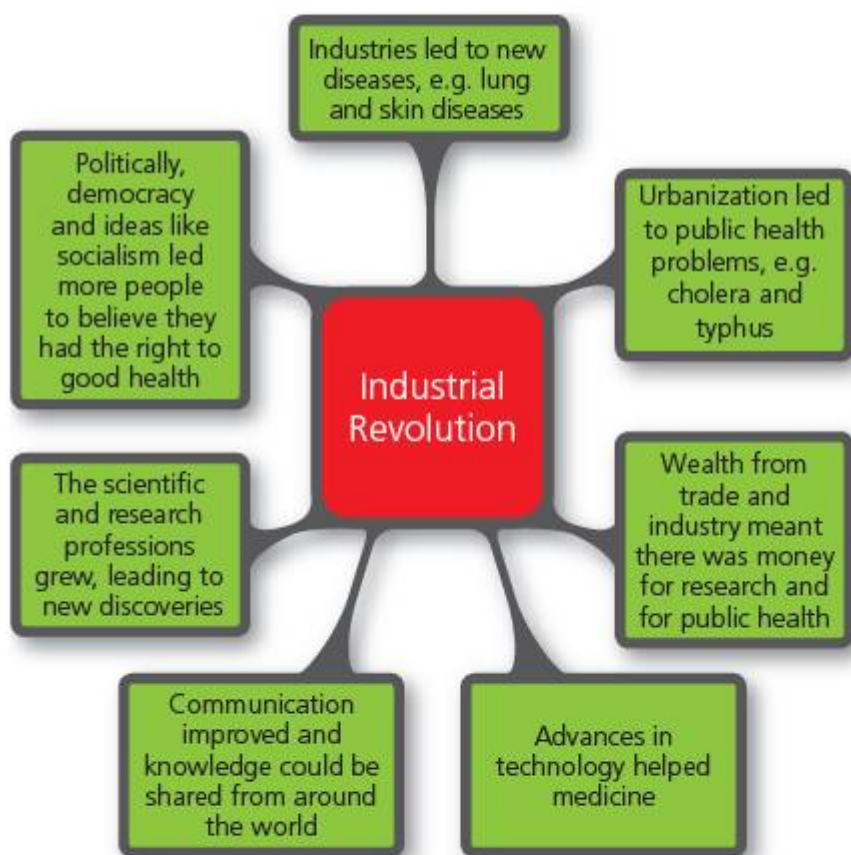 Industries led to new
diseases, e.g. lung
and skin diseases
Politically,
democracy
and ideas like
socialism led
more people
to believe they
had the right to
good health
Urbanization led
to public health
problems, e.g.
cholera and
typhus
Industrial
Revolution
The scientific
and research
professions
grew, leading to
new discoveries
Wealth from
trade and
industry meant
there was money
for research and
for public health
Communication
improved and
knowledge could be
shared from around
the world
Advances in
technology helped
medicine